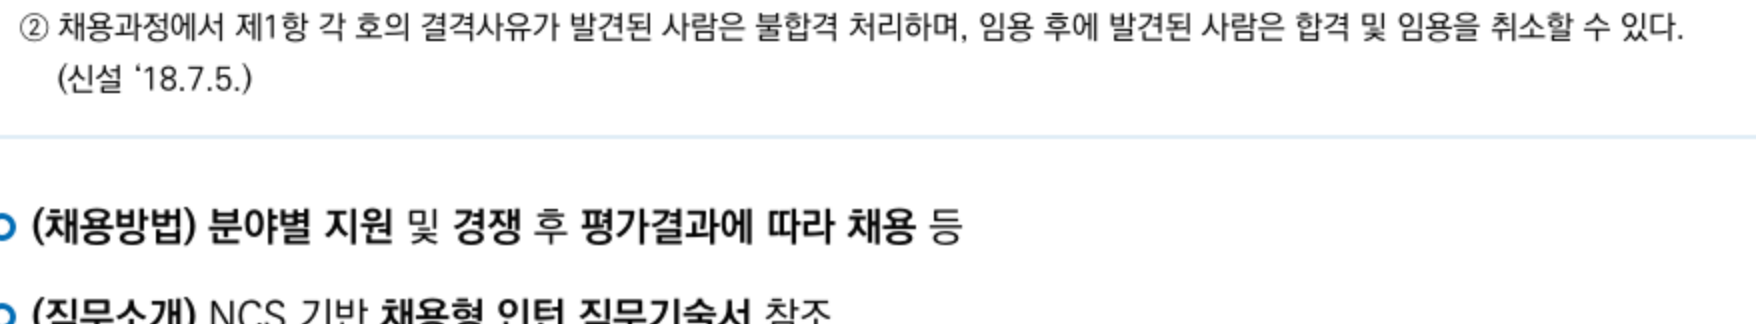 ② 채용과정에서 제1항 각 호의 결격사유가 발견된 사람은 불합격 처리하며, 임용 후에 발견된 사람은 합격 및 임용을 취소할 수 있다.
(신설 ‘18.7.5.)
(채용방법) 분야별 지원 및 경쟁 후 평가결과에 따라 채용 등
(직무소개) NCS 기반 채용형 인턴 직무기술서 참조